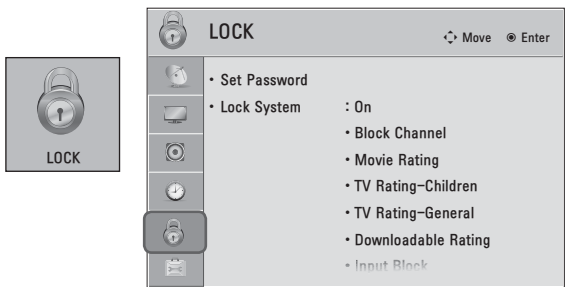 LOCK
LOCK
Move Enter
• Set Password
• Lock System : On
• Block Channel
• Movie Rating
• TV Rating-Children
• TV Rating-General
• Downloadable Rating
• Input Block